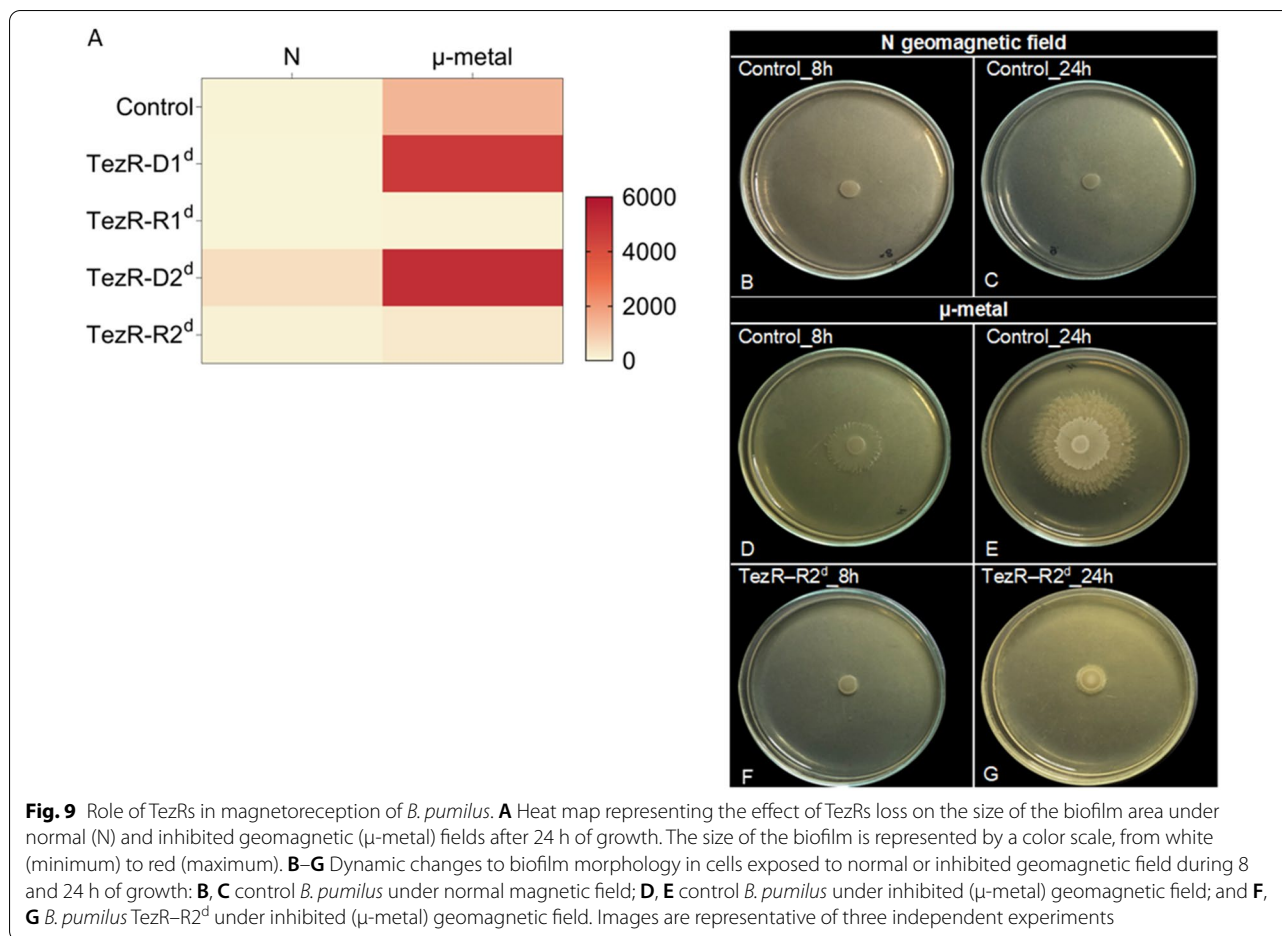 A
N μ-metal
Control
TezR-D1ᵈ
TezR-R1ᵈ
TezR-D2ᵈ
TezR-R2ᵈ
6000
4000
2000
0
N geomagnetic field
Control_8h
Control_24h
B
C
μ-metal
Control_8h
Control_24h
D
E
TezR–R2ᵈ_8h
TezR–R2ᵈ_24h
F
G
Fig. 9 Role of TezRs in magnetoreception of B. pumilus. A Heat map representing the effect of TezRs loss on the size of the biofilm area under
normal (N) and inhibited geomagnetic (μ-metal) fields after 24 h of growth. The size of the biofilm is represented by a color scale, from white
(minimum) to red (maximum). B–G Dynamic changes to biofilm morphology in cells exposed to normal or inhibited geomagnetic field during 8
and 24 h of growth: B, C control B. pumilus under normal magnetic field; D, E control B. pumilus under inhibited (μ-metal) geomagnetic field; and F,
G B. pumilus TezR–R2ᵈ under inhibited (μ-metal) geomagnetic field. Images are representative of three independent experiments